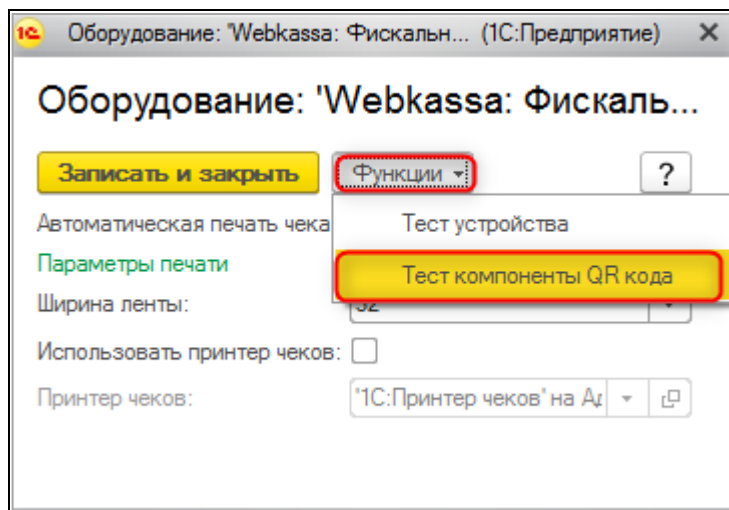 1С Оборудование: 'Webkassa: Фискальн... (1С:Предприятие)
Оборудование: 'Webkassa: Фискаль...
Записать и закрыть Функции ?
Автоматическая печать чека Тест устройства
Параметры печати Тест компоненты QR кода
Ширина ленты:
Использовать принтер чеков:
Принтер чеков: '1С:Принтер чеков' на Ад